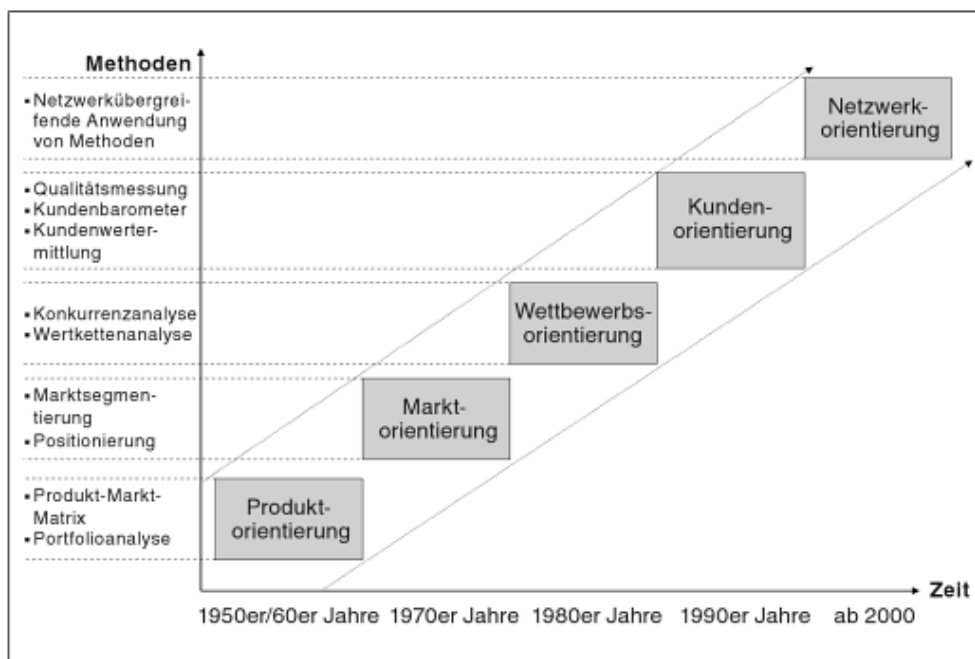 Methoden
▪ Netzwerkübergrei-
fende Anwendung
von Methoden
Netzwerk-
orientierung
▪ Qualitätsmessung
▪ Kundenbarometer
▪ Kundenwerter-
mittlung
Kunden-
orientierung
▪ Konkurrenzanalyse
▪ Wertkettenanalyse
Wettbewerbs-
orientierung
▪ Marktsegmen-
tierung
▪ Positionierung
Markt-
orientierung
▪ Produkt-Markt-
Matrix
▪ Portfolioanalyse
Produkt-
orientierung
Zeit
1950er/60er Jahre 1970er Jahre 1980er Jahre 1990er Jahre ab 2000